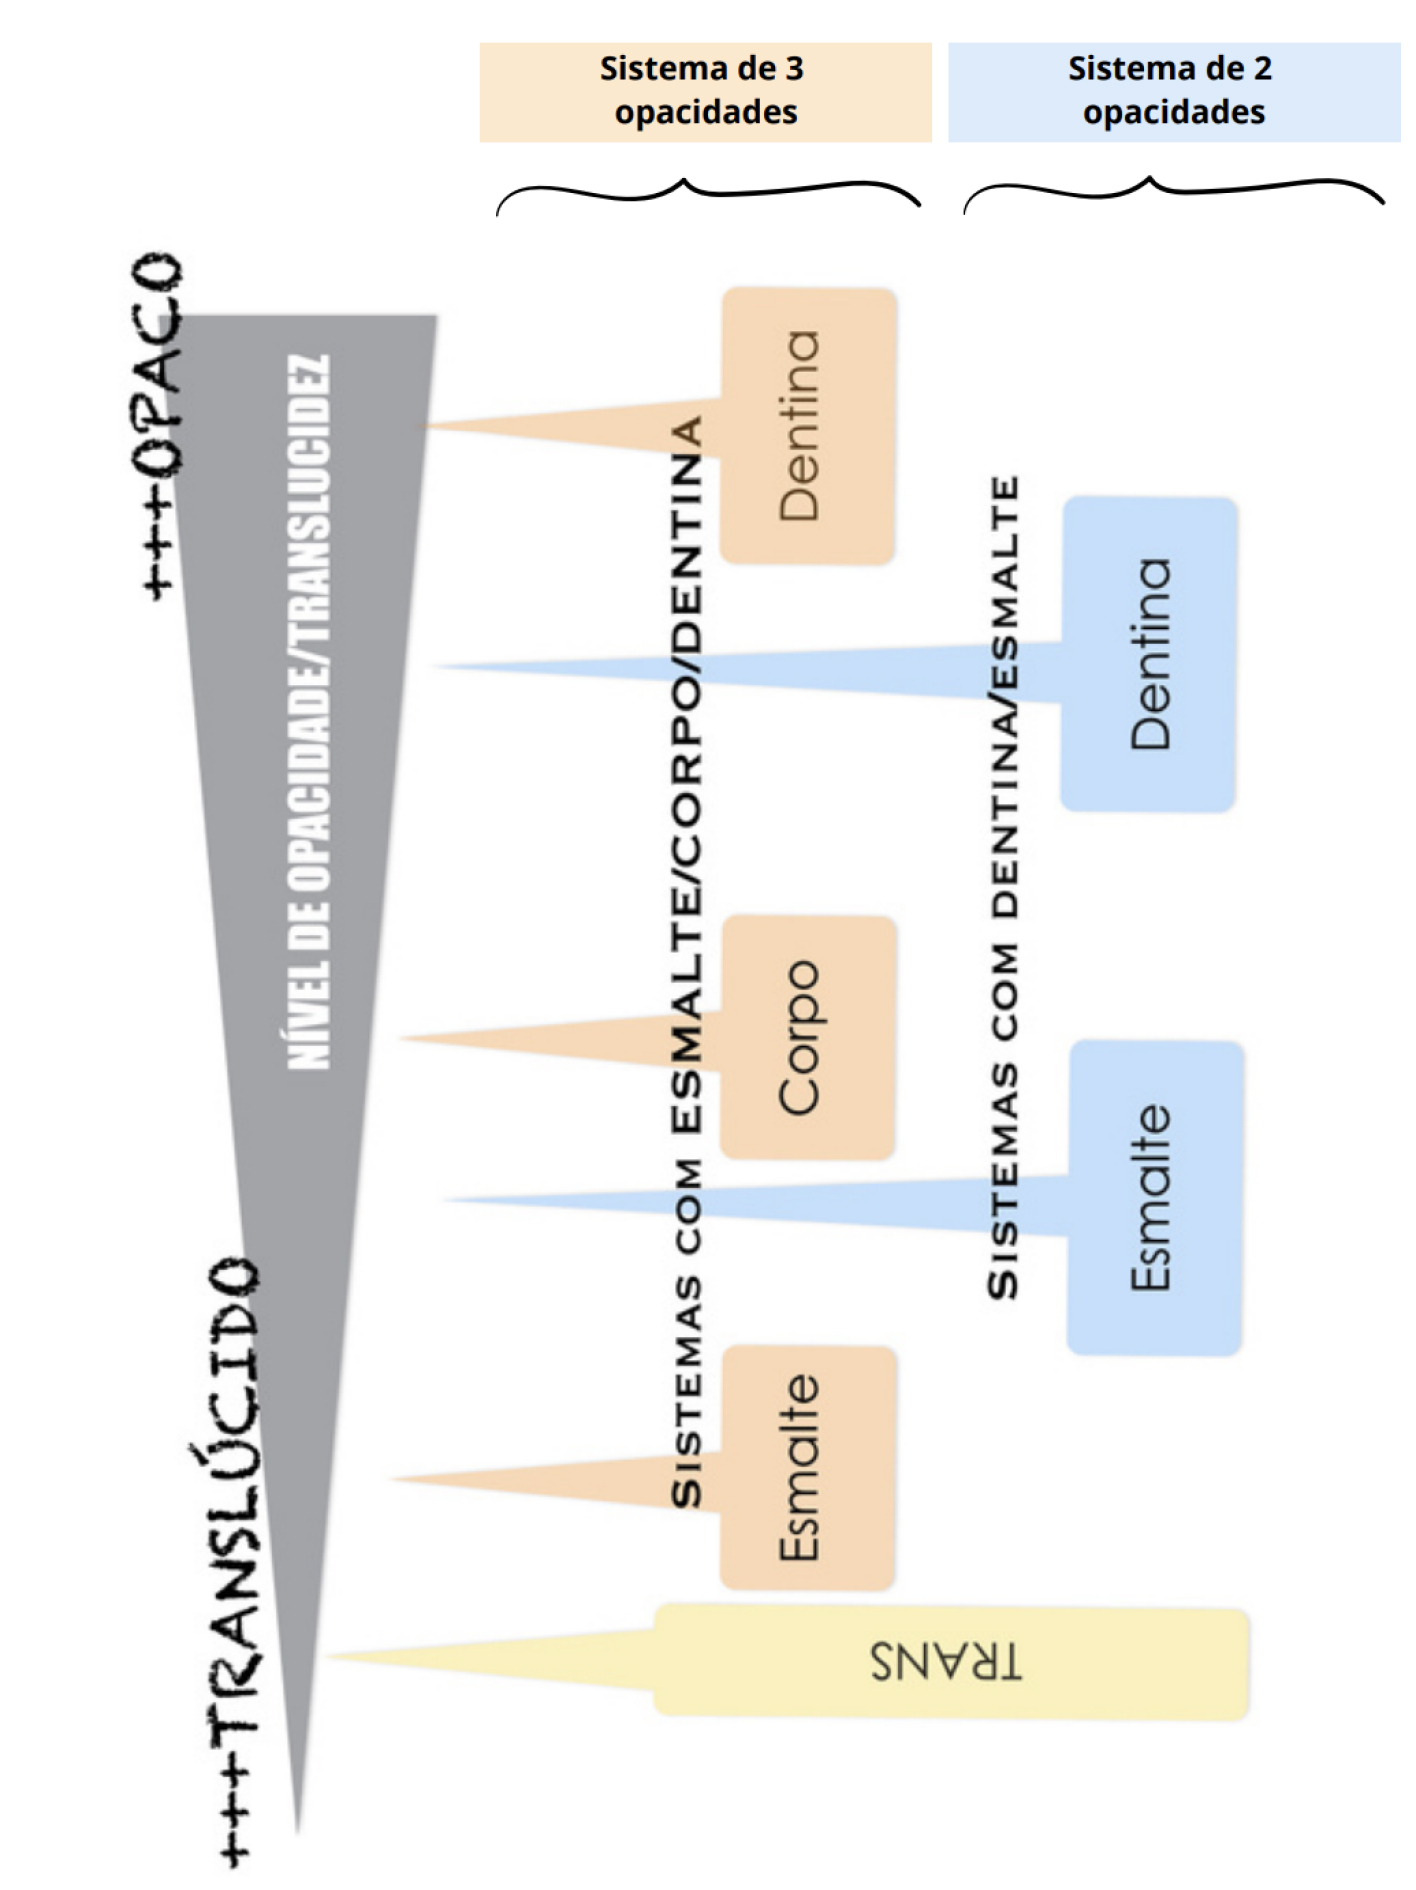 Sistema de 3
opacidades
Sistema de 2
opacidades
+++OPACO
NÍVEL DE OPACIDADE/TRANSLUCIDEZ
+++TRANSLÚCIDO
SISTEMAS COM ESMALTE/CORPO/DENTINA
Dentina
Corpo
Esmalte
SISTEMAS COM DENTINA/ESMALTE
Dentina
Esmalte
TRANS